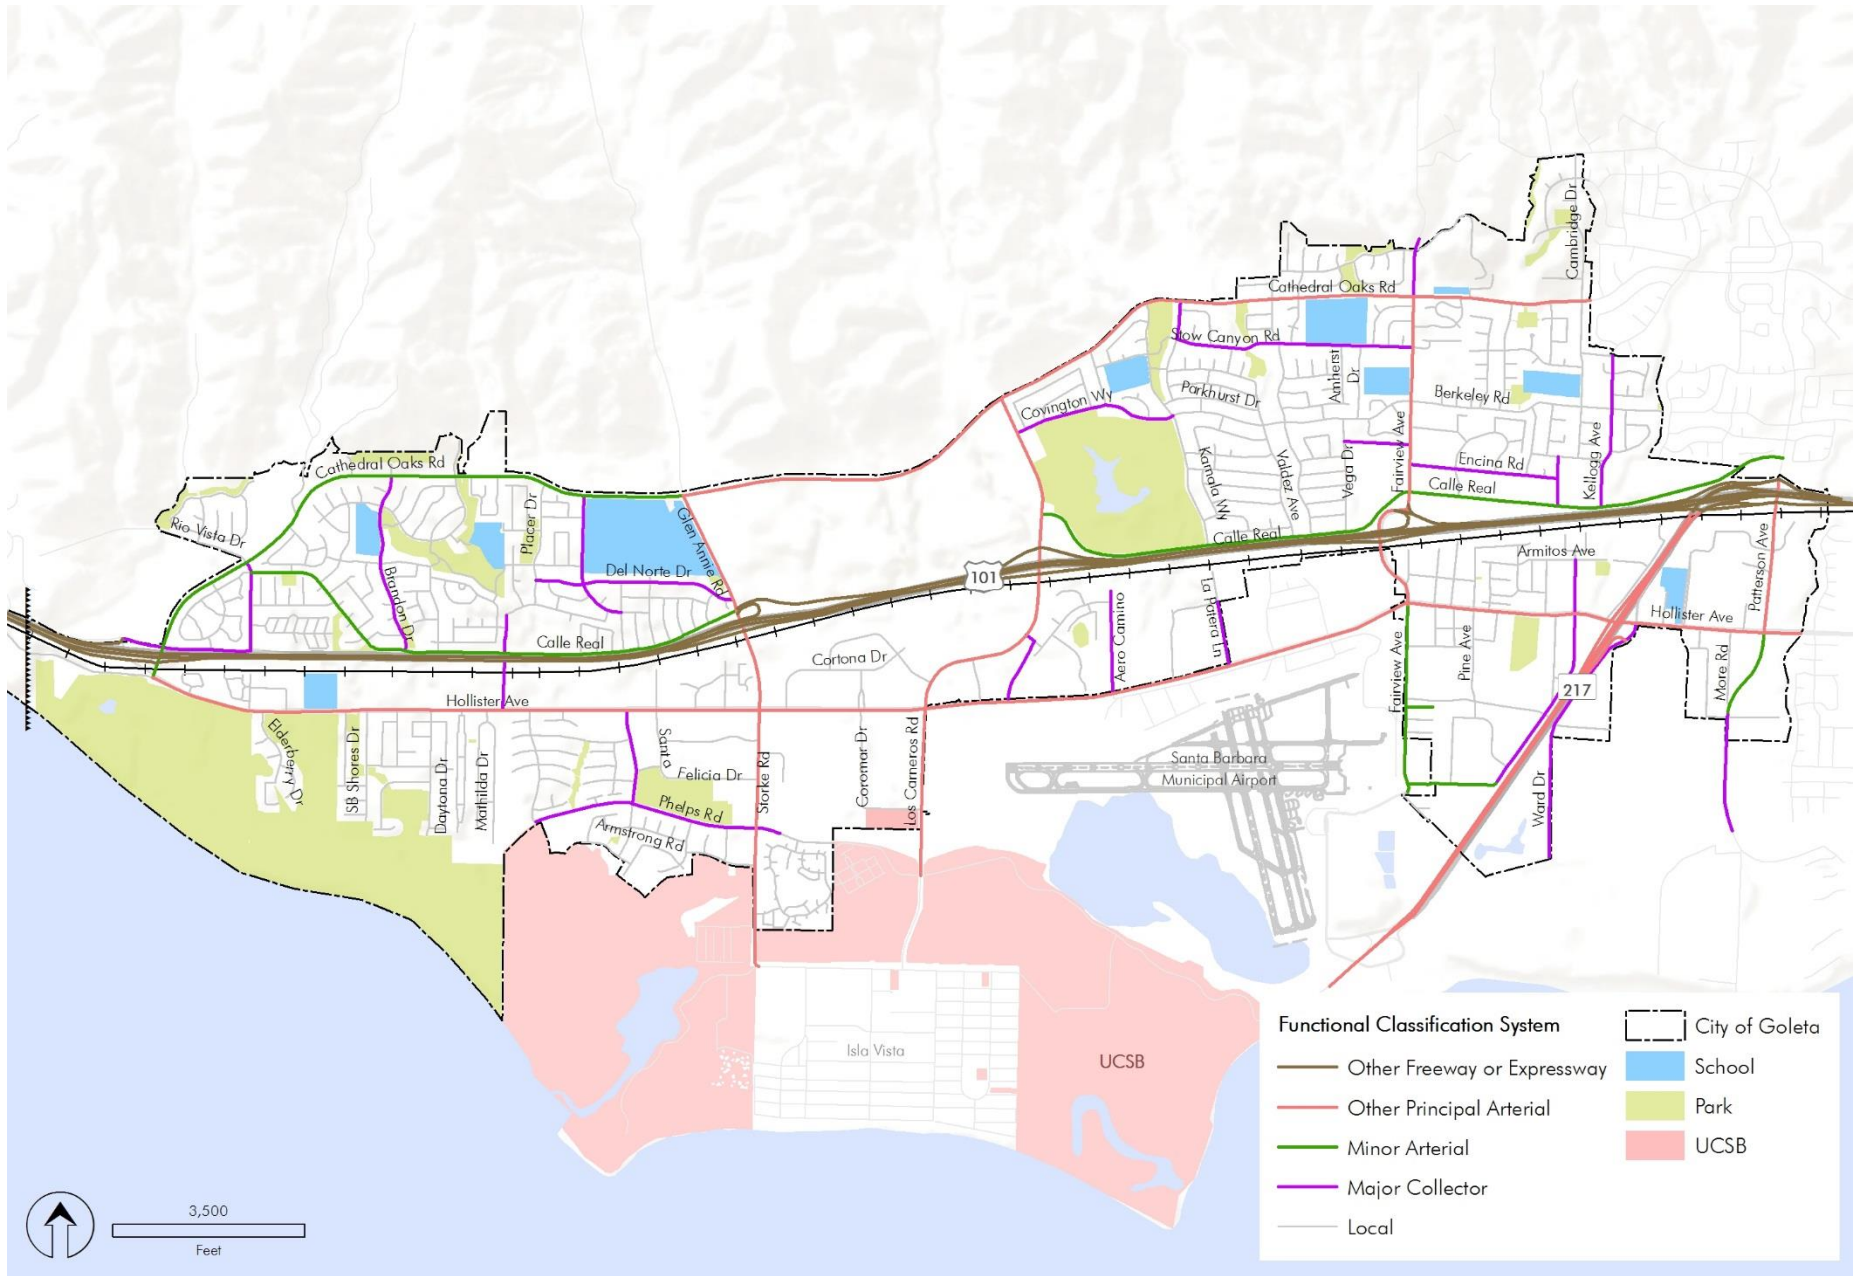 Cambridge Dr
Cathedral Oaks Rd
Stow Canyon Rd
Amherst
Dr
Parkhurst Dr
Berkeley Rd
Covington Wy
Fairview Ave
Kellogg Ave
Kamala Wy
Valdez Ave
Vega Dr
Encina Rd
Calle Real
Cathedral Oaks Rd
Rio Vista Dr
Placer Dr
Glen Annie Rd
Del Norte Dr
Brandon Dr
Calle Real
101
Calle Real
Armitos Ave
Patterson Ave
La Patera Ln
Aero Camino
Hollister Ave
Cortona Dr
Fairview Ave
Pine Ave
More Rd
217
Hollister Ave
Elderberry Dr
SB Shores Dr
Daytona Dr
Mathilda Dr
Santa
Felicia Dr
Phelps Rd
Armstrong Rd
Storke Rd
Coromar Dr
Los Carneros Rd
Santa Barbara
Municipal Airport
Ward Dr
Isla Vista
UCSB
Functional Classification System
Other Freeway or Expressway
Other Principal Arterial
Minor Arterial
Major Collector
Local
City of Goleta
School
Park
UCSB
3,500
Feet